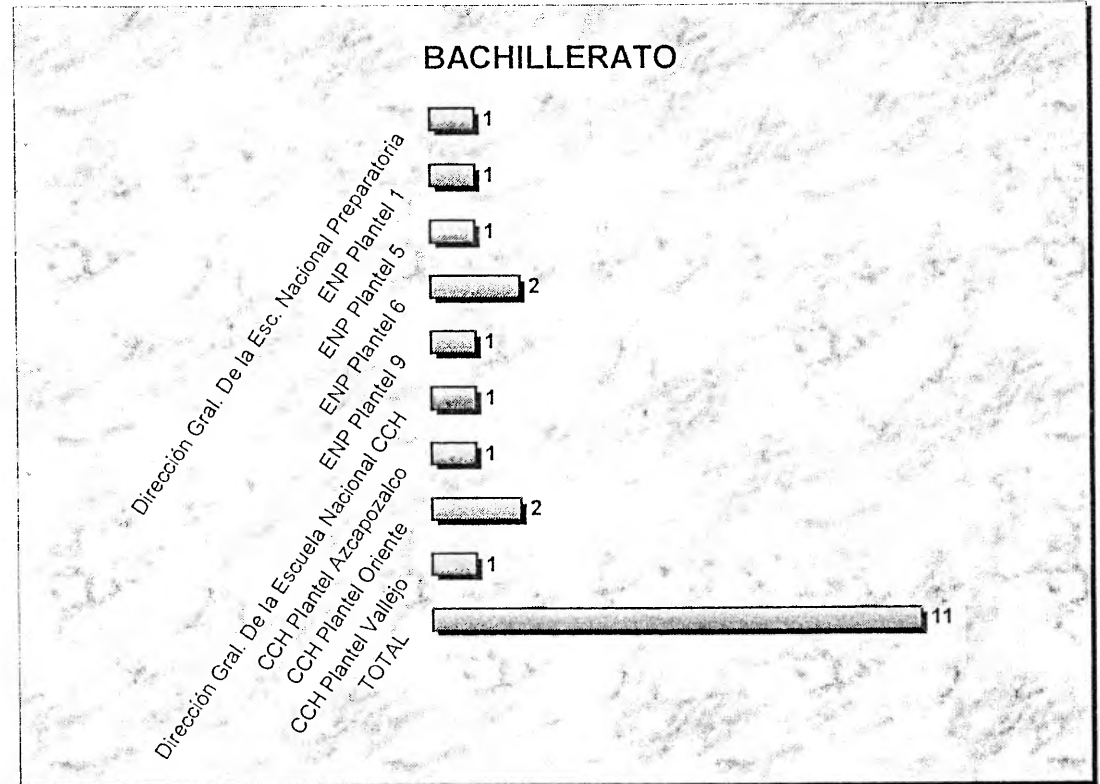 BACHILLERATO
Dirección Gral. De la Esc. Nacional Preparatoria
1
ENP Plantel 1
1
ENP Plantel 5
1
ENP Plantel 6
2
ENP Plantel 9
1
Dirección Gral. De la Escuela Nacional CCH
1
CCH Plantel Azcapozalco
1
CCH Plantel Oriente
2
CCH Plantel Vallejo
1
TOTAL
11